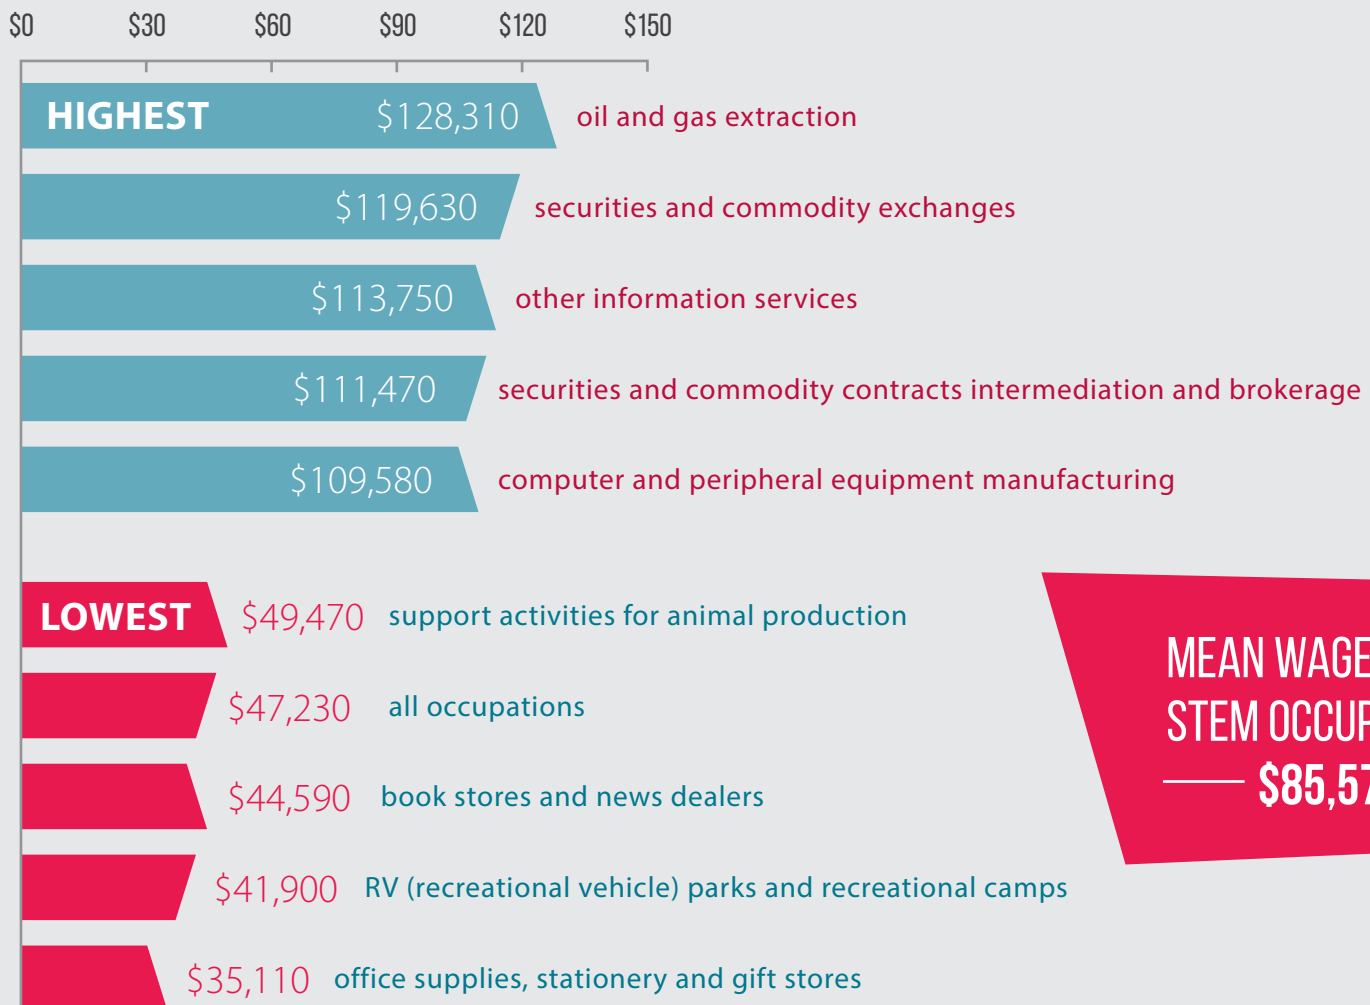 $0 $30 $60 $90 $120 $150
HIGHEST $128,310 oil and gas extraction
$119,630 securities and commodity exchanges
$113,750 other information services
$111,470 securities and commodity contracts intermediation and brokerage
$109,580 computer and peripheral equipment manufacturing
LOWEST $49,470 support activities for animal production
$47,230 all occupations
$44,590 book stores and news dealers
$41,900 RV (recreational vehicle) parks and recreational camps
$35,110 office supplies, stationery and gift stores
MEAN WAGE
STEM